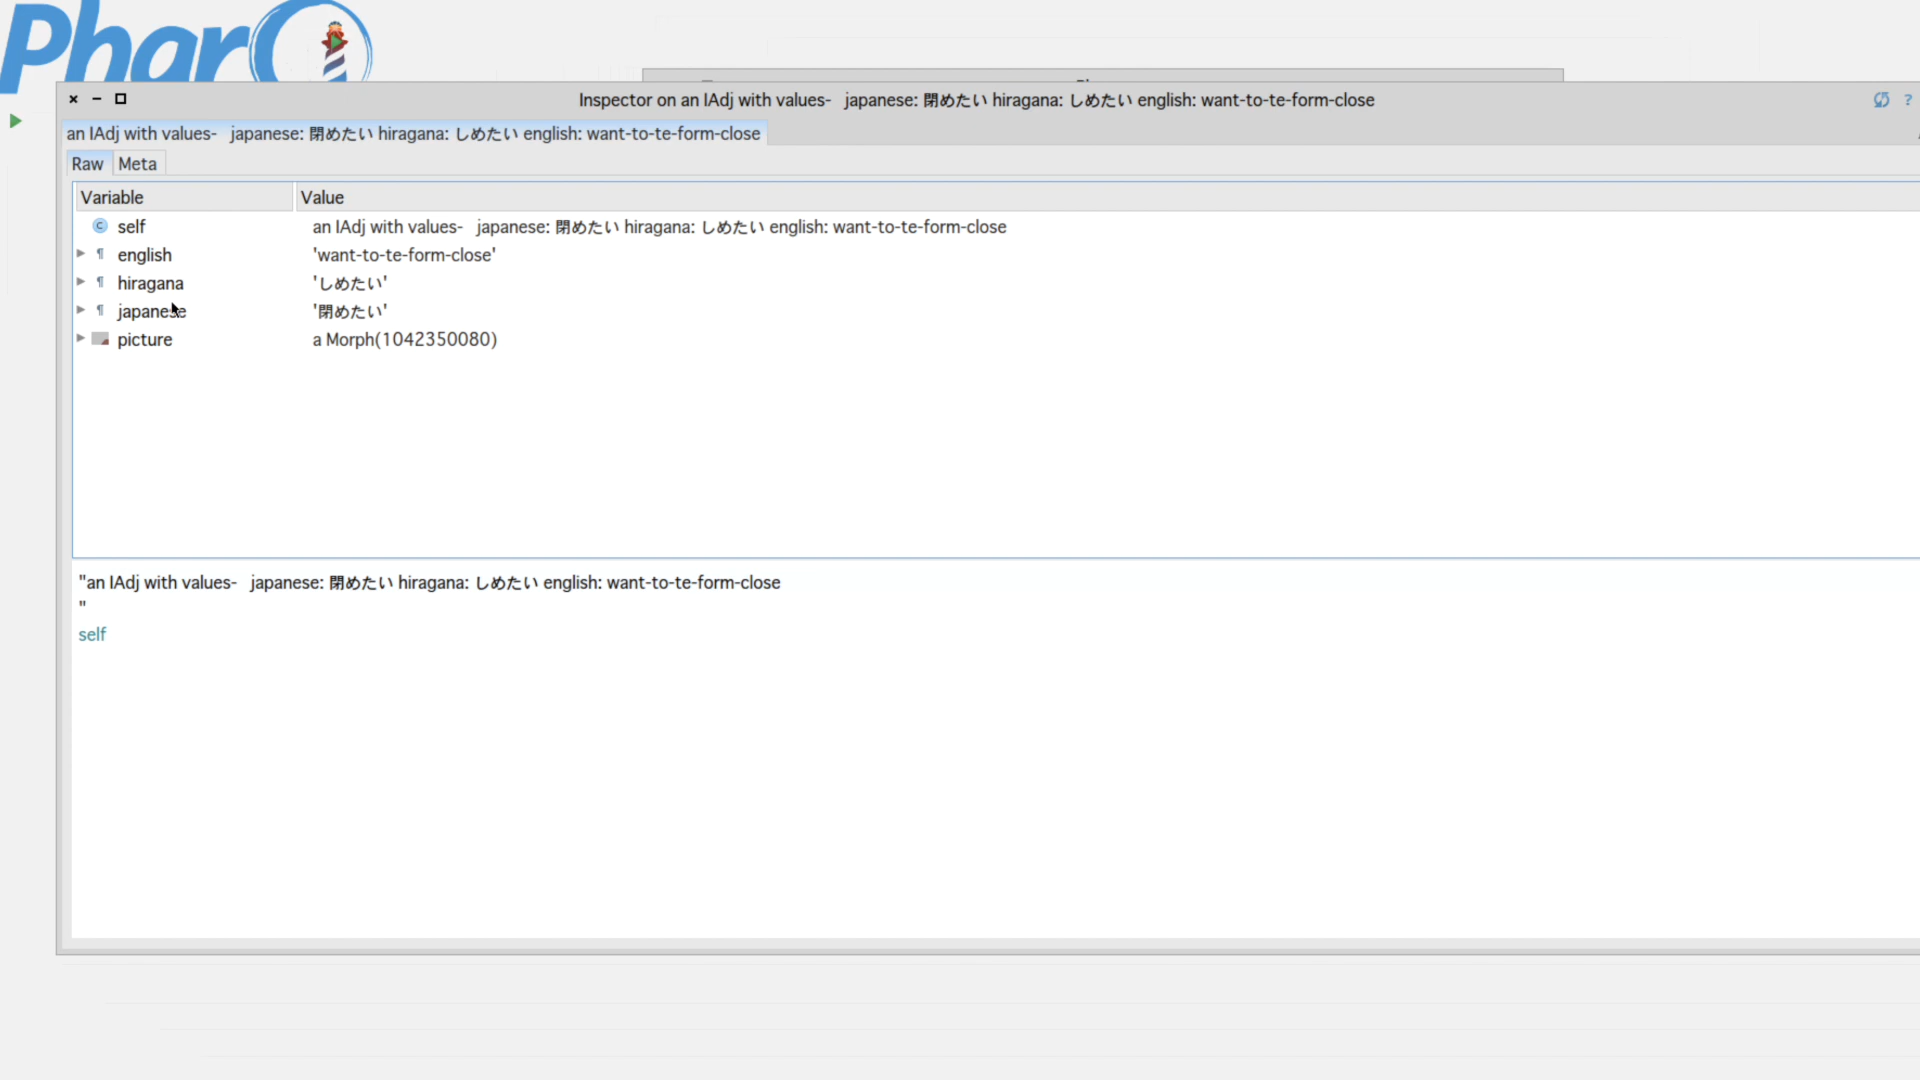 Pharo
Inspector on an IAdj with values-   japanese: 閉めたい hiragana: しめたい english: want-to-te-form-close
?
an IAdj with values-   japanese: 閉めたい hiragana: しめたい english: want-to-te-form-close
Raw Meta
Variable Value
self an IAdj with values-   japanese: 閉めたい hiragana: しめたい english: want-to-te-form-close
english 'want-to-te-form-close'
hiragana 'しめたい'
japanese '閉めたい'
picture a Morph(1042350080)
"an IAdj with values-   japanese: 閉めたい hiragana: しめたい english: want-to-te-form-close
"
self